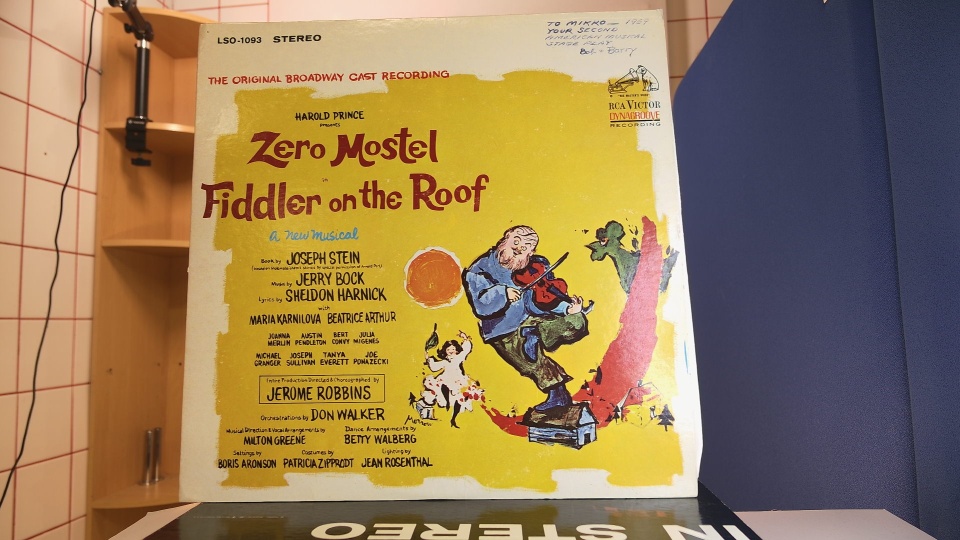 LSO-1093 STEREO
TO MIKKO — 1964
YOUR SECOND
AMERICAN MUSICAL
STAGE PLAY
Bob + Betty
THE ORIGINAL BROADWAY CAST RECORDING
"HIS MASTER'S VOICE"
RCA VICTOR
DYNAGROOVE
RECORDING
HAROLD PRINCE
presents
Zero Mostel
in
Fiddler on the Roof
a new musical
Book by JOSEPH STEIN
Music by JERRY BOCK
Lyrics by SHELDON HARNICK
with
MARIA KARNILOVA BEATRICE ARTHUR
JOANNA AUSTIN BERT JULIA
MERLIN PENDLETON CONVY MIGENES
MICHAEL JOSEPH TANYA JOE
GRANGER SULLIVAN EVERETT PONAZECKI
Entire Production Directed & Choreographed by
JEROME ROBBINS
Orchestrations by DON WALKER
Musical Direction & Vocal Arrangements by Dance Arrangements by
MILTON GREENE BETTY WALBERG
Settings by Costumes by Lighting by
BORIS ARONSON PATRICIA ZIPPRODT JEAN ROSENTHAL
IN STEREO